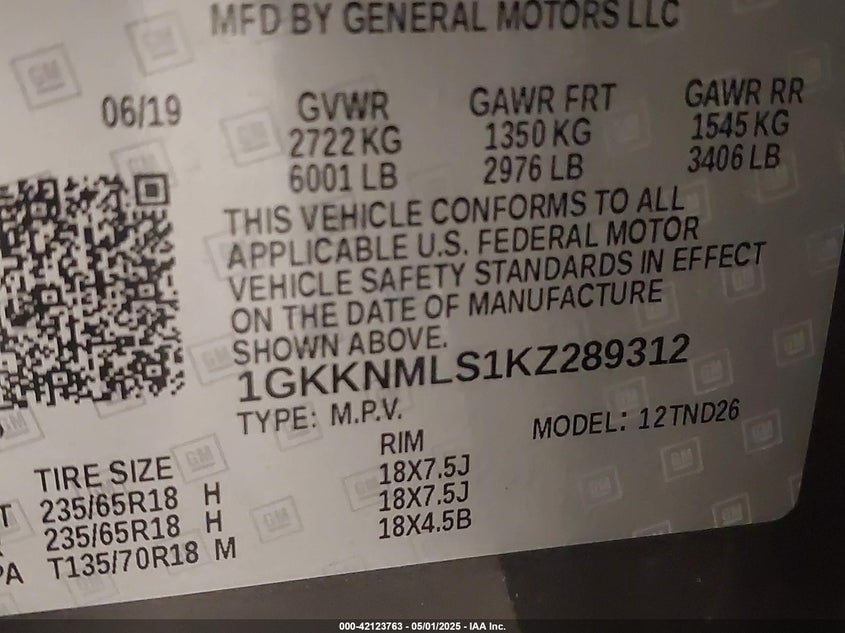 MFD BY GENERAL MOTORS LLC
06/19 GVWR GAWR FRT GAWR RR
2722 KG 1350 KG 1545 KG
6001 LB 2976 LB 3406 LB
THIS VEHICLE CONFORMS TO ALL
APPLICABLE U.S. FEDERAL MOTOR
VEHICLE SAFETY STANDARDS IN EFFECT
ON THE DATE OF MANUFACTURE
SHOWN ABOVE.
1GKKNMLS1KZ289312
TYPE: M.P.V. MODEL: 12TND26
TIRE SIZE RIM
T 235/65R18 H 18X7.5J
235/65R18 H 18X7.5J
PA T135/70R18 M 18X4.5B
000-42123763 - 05/01/2025 - IAA Inc.